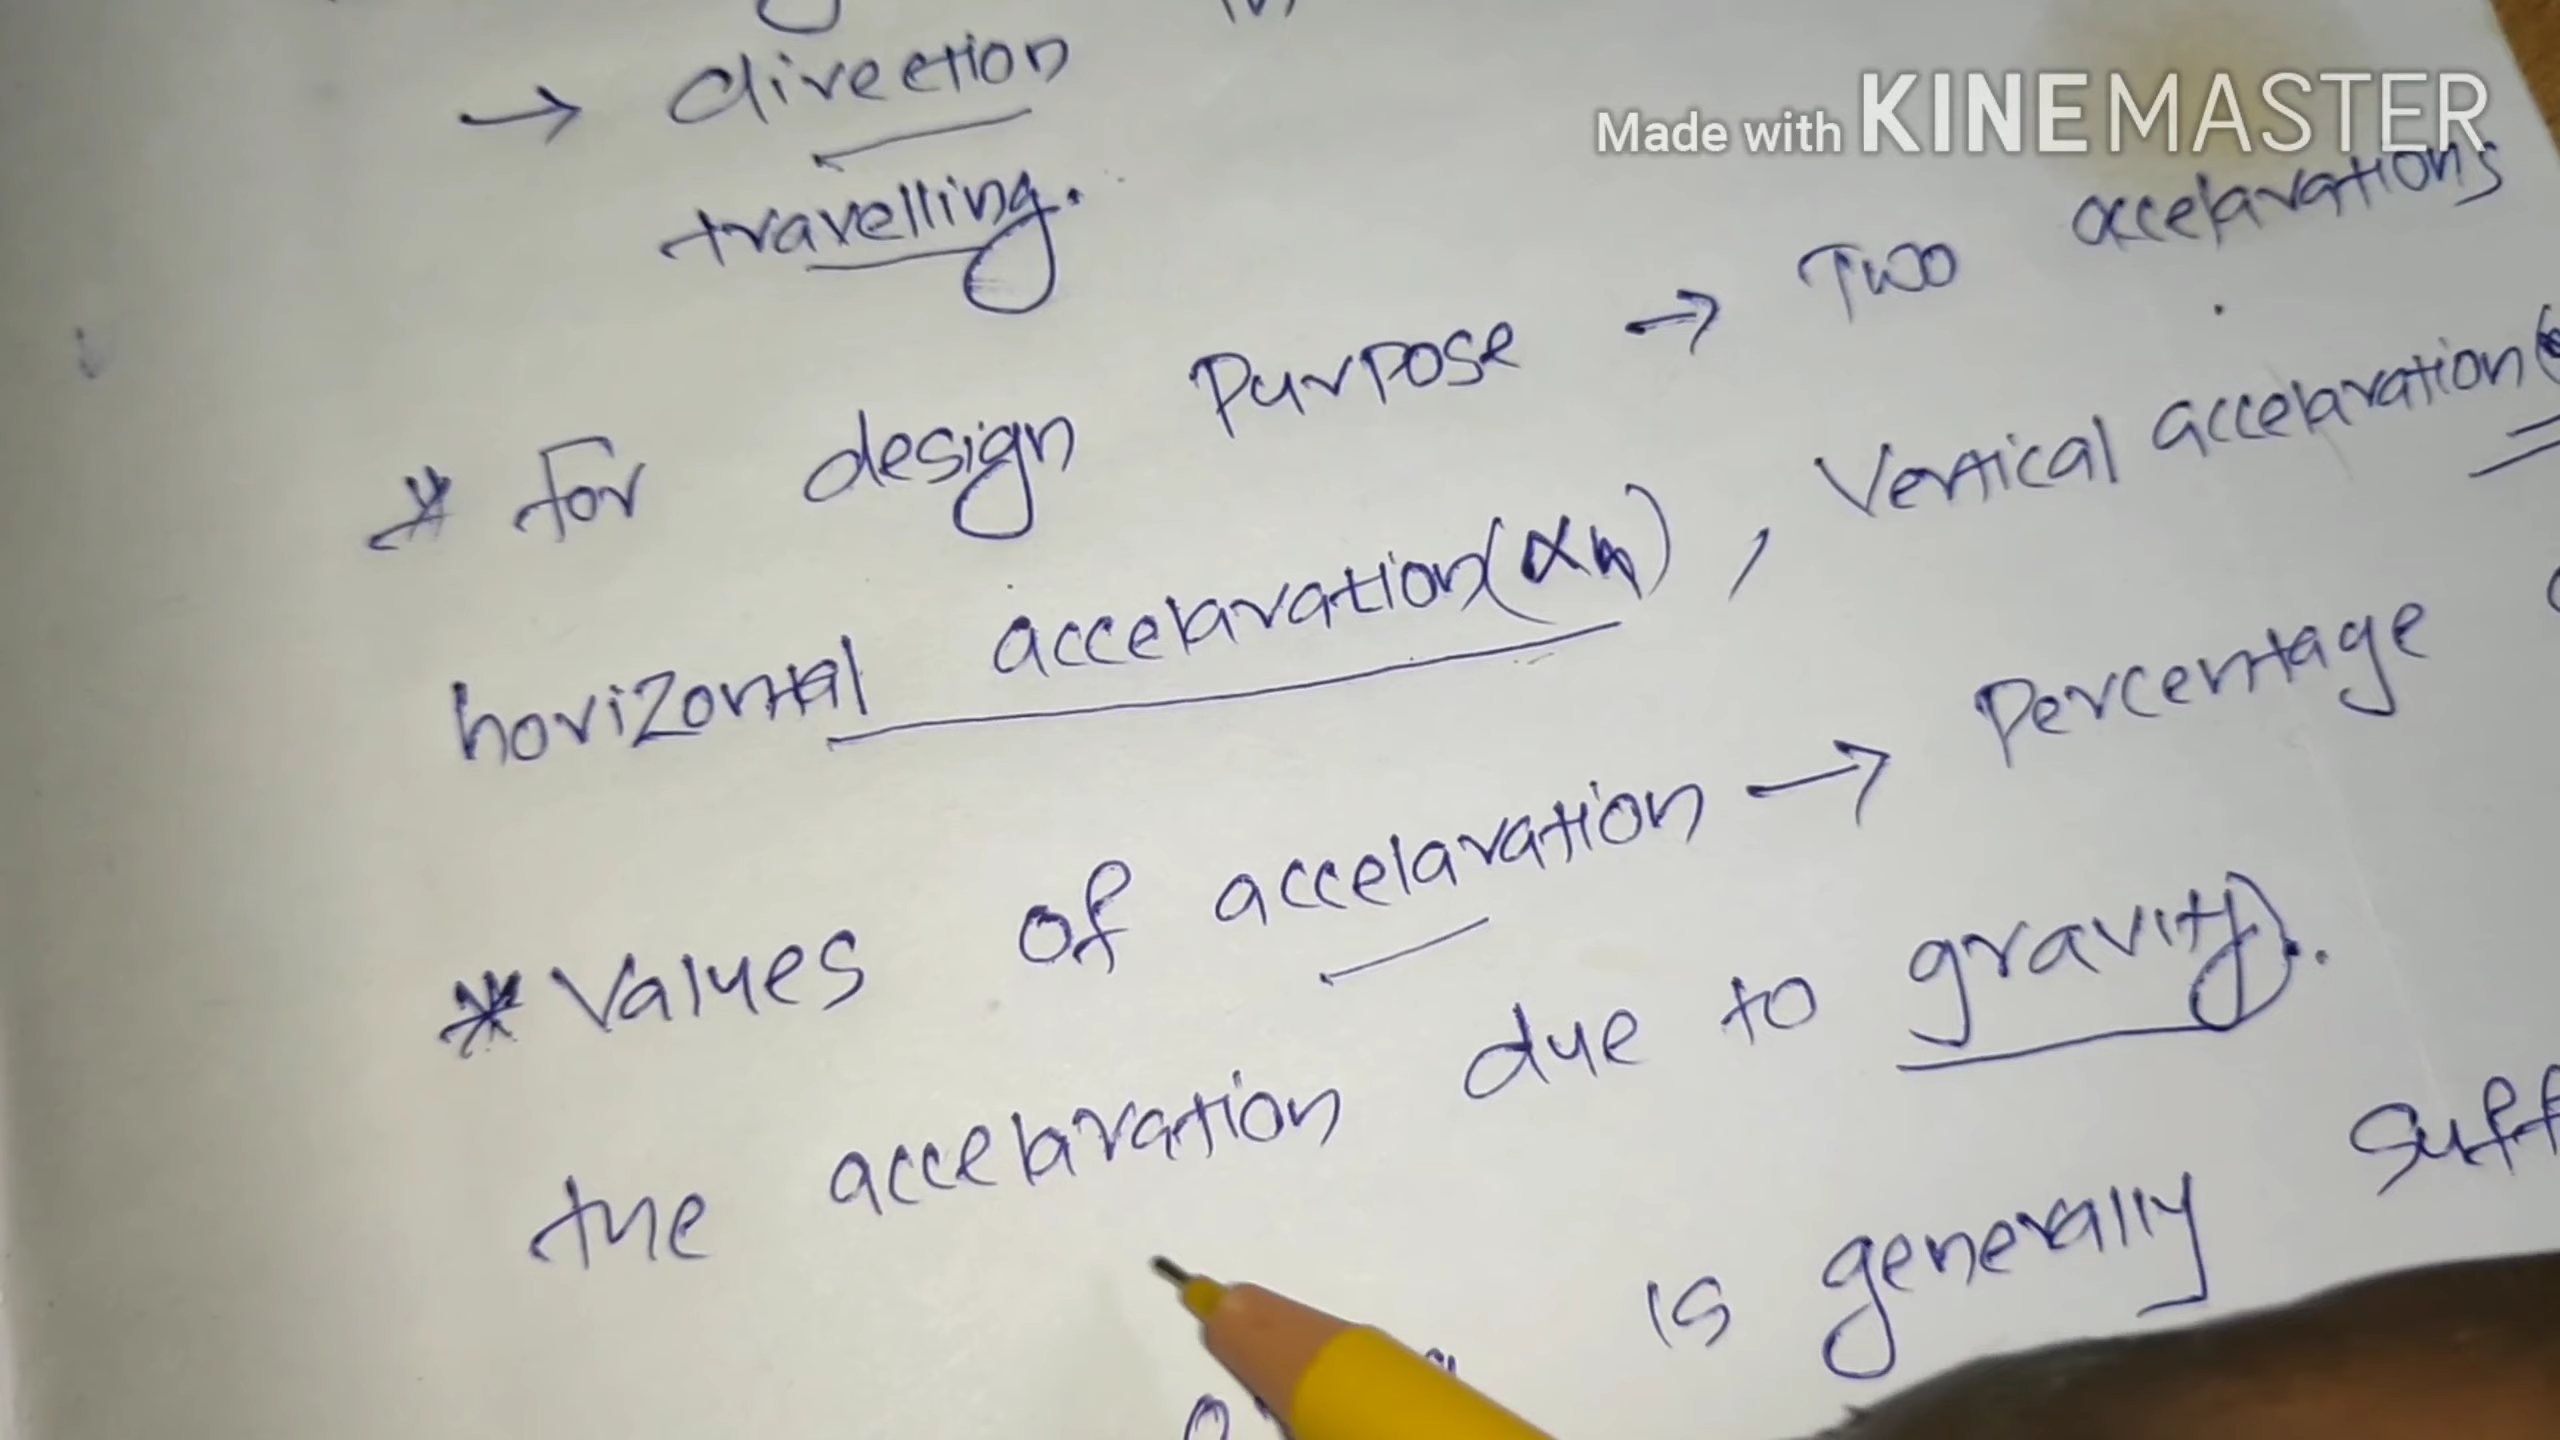 → direction
travelling.
Made with KINEMASTER
* For design Purpose → Two accelarations
horizontal accelaration(αh), Vertical accelaration(
* Values of accelaration → Percentage
the accelaration due to gravity).
is generally